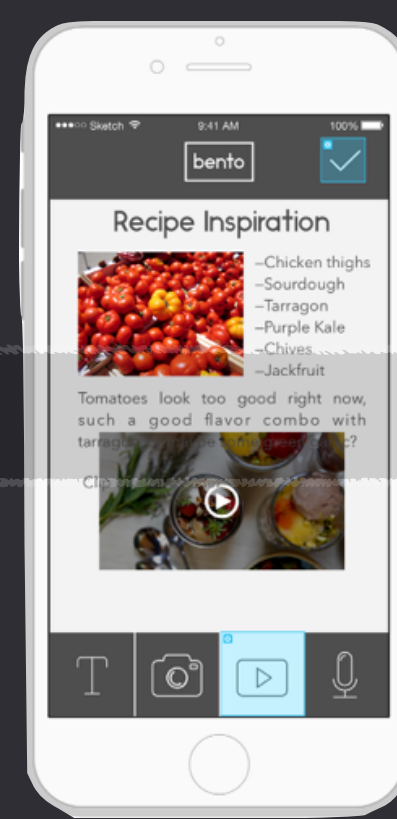 Sketch 9:41 AM 100%
bento
Recipe Inspiration
–Chicken thighs
–Sourdough
–Tarragon
–Purple Kale
–Chives
–Jackfruit
Tomatoes look too good right now,
such a good flavor combo with
T